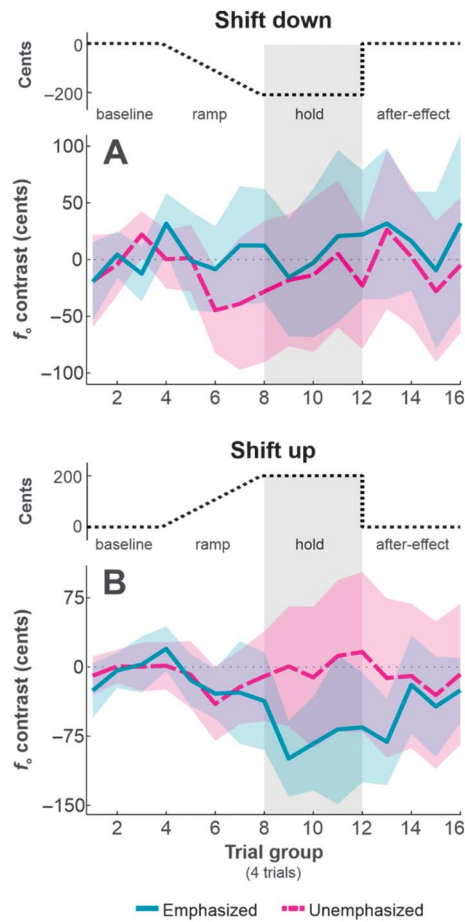 Shift down
Cents
0
−200
baseline ramp hold after-effect
A
fo contrast (cents)
100
50
0
−50
−100
2 4 6 8 10 12 14 16
Shift up
Cents
200
0
baseline ramp hold after-effect
B
fo contrast (cents)
75
0
−75
−150
2 4 6 8 10 12 14 16
Trial group
(4 trials)
Emphasized Unemphasized